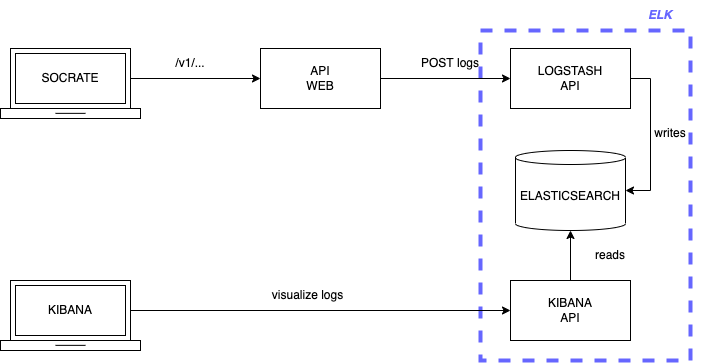 ELK
SOCRATE
/v1/...
API
WEB
POST logs
LOGSTASH
API
writes
ELASTICSEARCH
reads
KIBANA
visualize logs
KIBANA
API